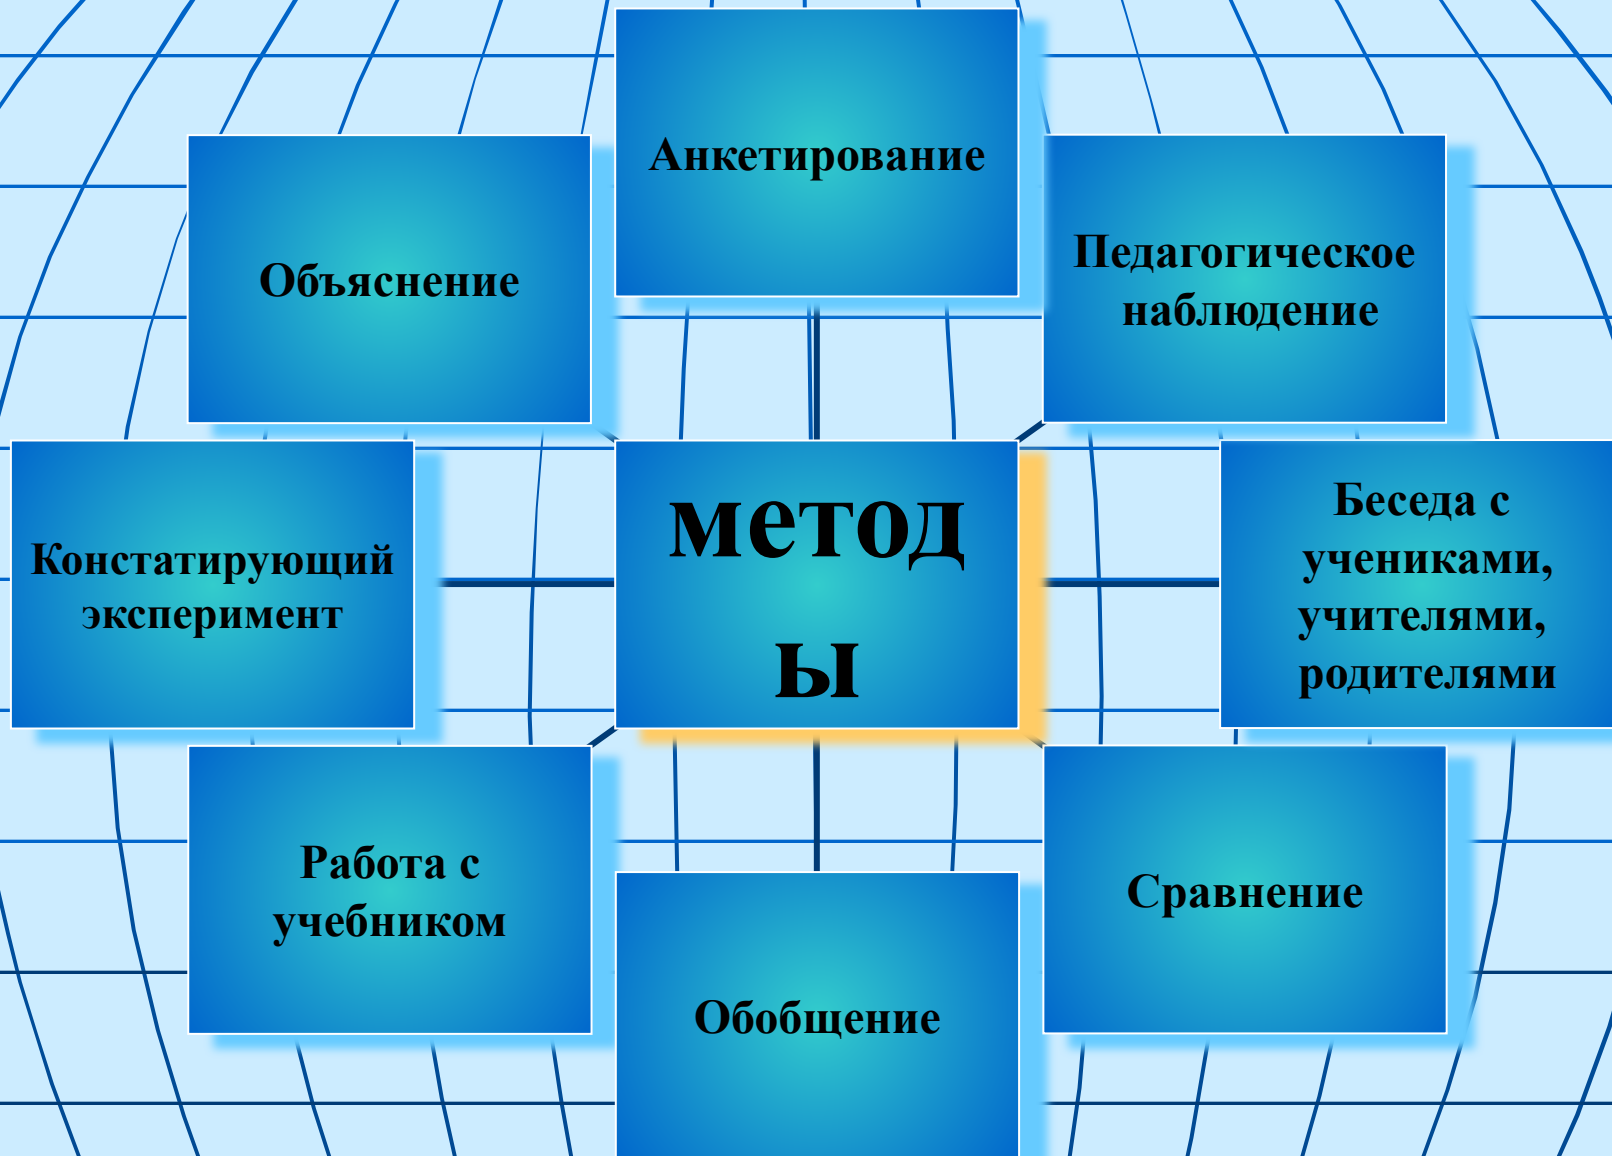 Анкетирование
Объяснение
Педагогическое
наблюдение
Констатирующий
эксперимент
метод
ы
Беседа с
учениками,
учителями,
родителями
Работа с
учебником
Сравнение
Обобщение